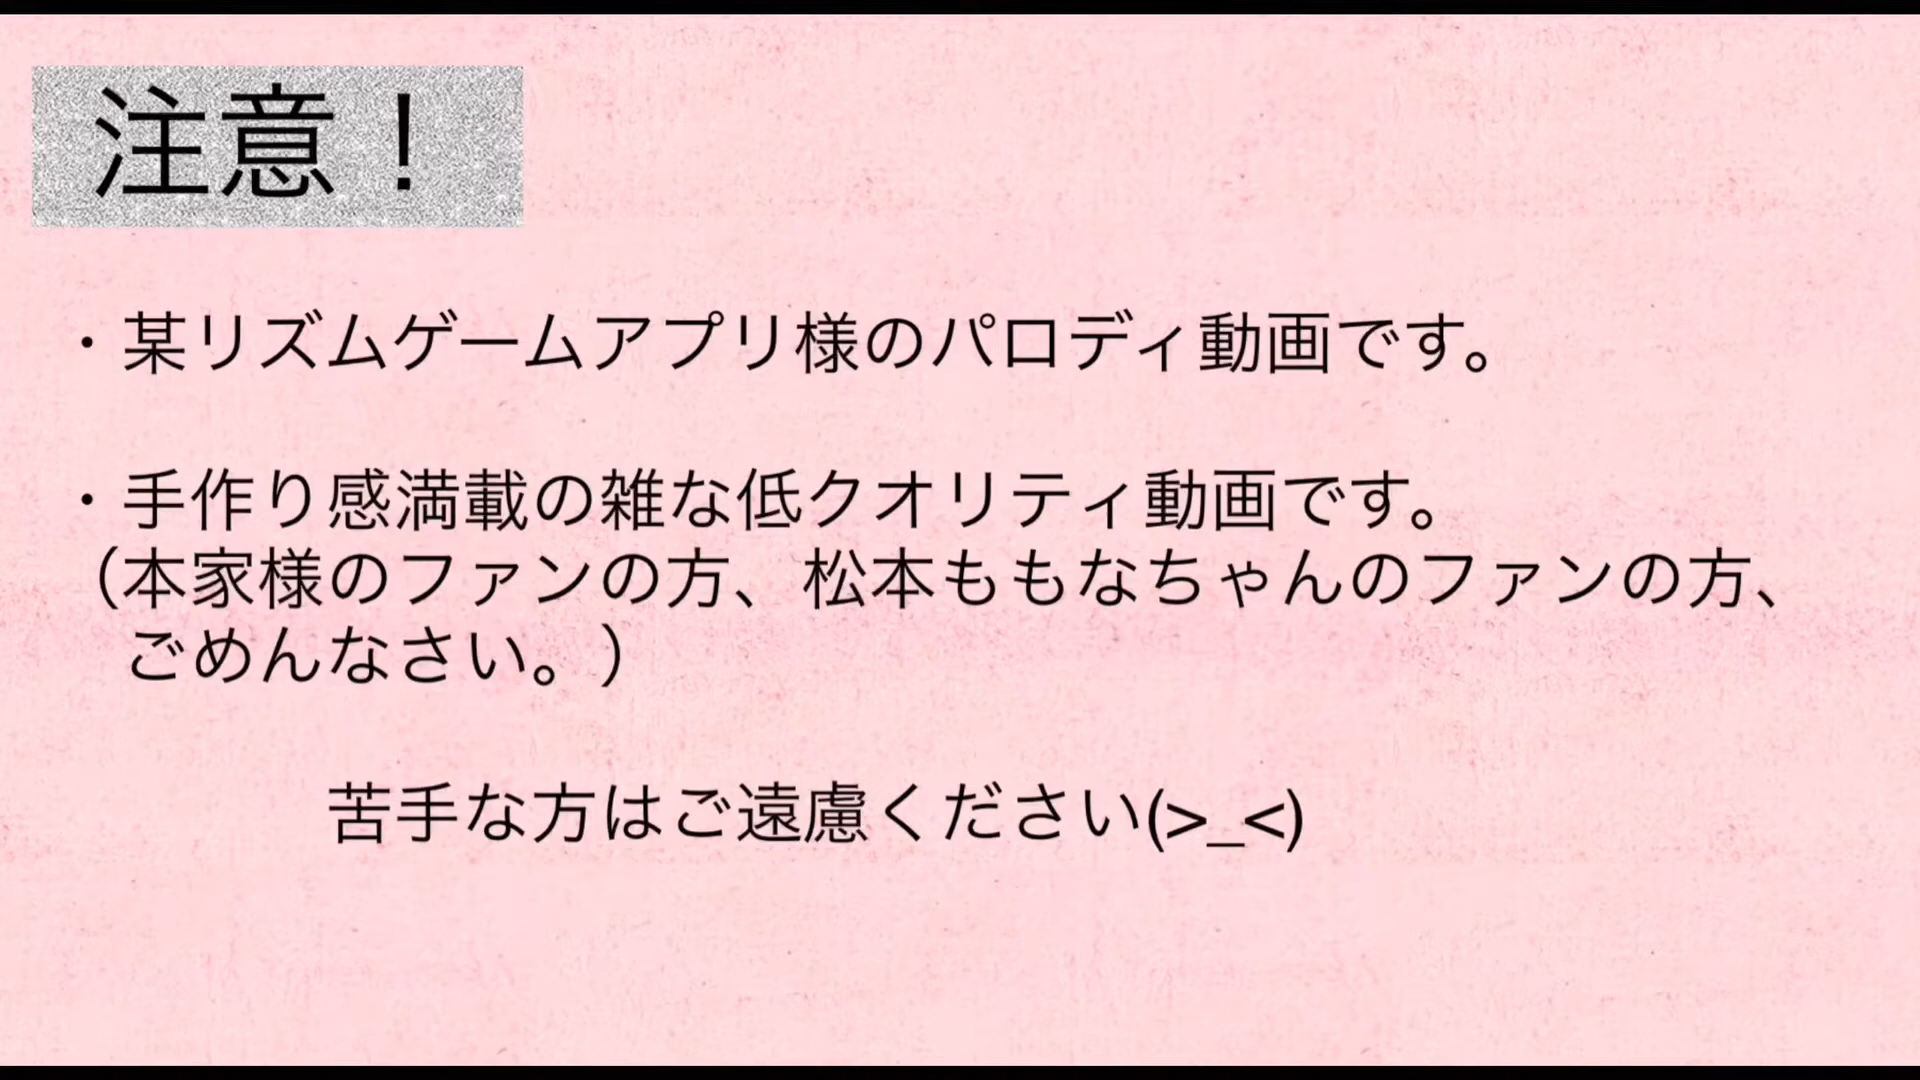 注意！
・某リズムゲームアプリ様のパロディ動画です。
・手作り感満載の雑な低クオリティ動画です。
（本家様のファンの方、松本ももなちゃんのファンの方、
ごめんなさい。）
苦手な方はご遠慮ください(>_<)